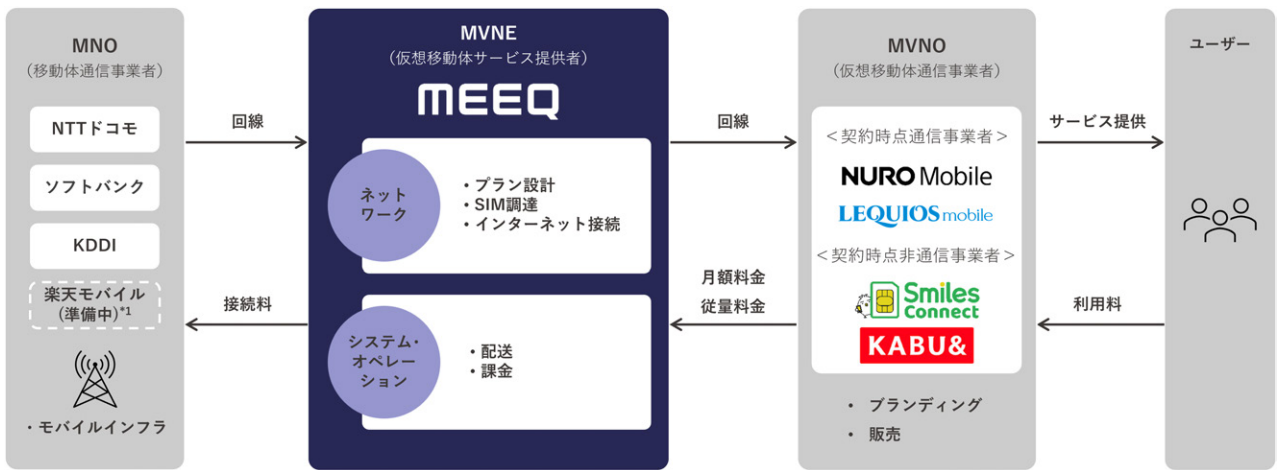 MNO
（移動体通信事業者）
NTTドコモ
ソフトバンク
KDDI
楽天モバイル
(準備中)*1
・モバイルインフラ
回線
接続料
MVNE
（仮想移動体サービス提供者）
MEEQ
ネット
ワーク
・プラン設計
・SIM調達
・インターネット接続
システム・
オペレー
ション
・配送
・課金
回線
月額料金
従量料金
MVNO
（仮想移動体通信事業者）
＜契約時点通信事業者＞
NURO Mobile
LEQUIOS mobile
＜契約時点非通信事業者＞
Smiles
Connect
KABU&
・ ブランディング
・ 販売
サービス提供
利用料
ユーザー